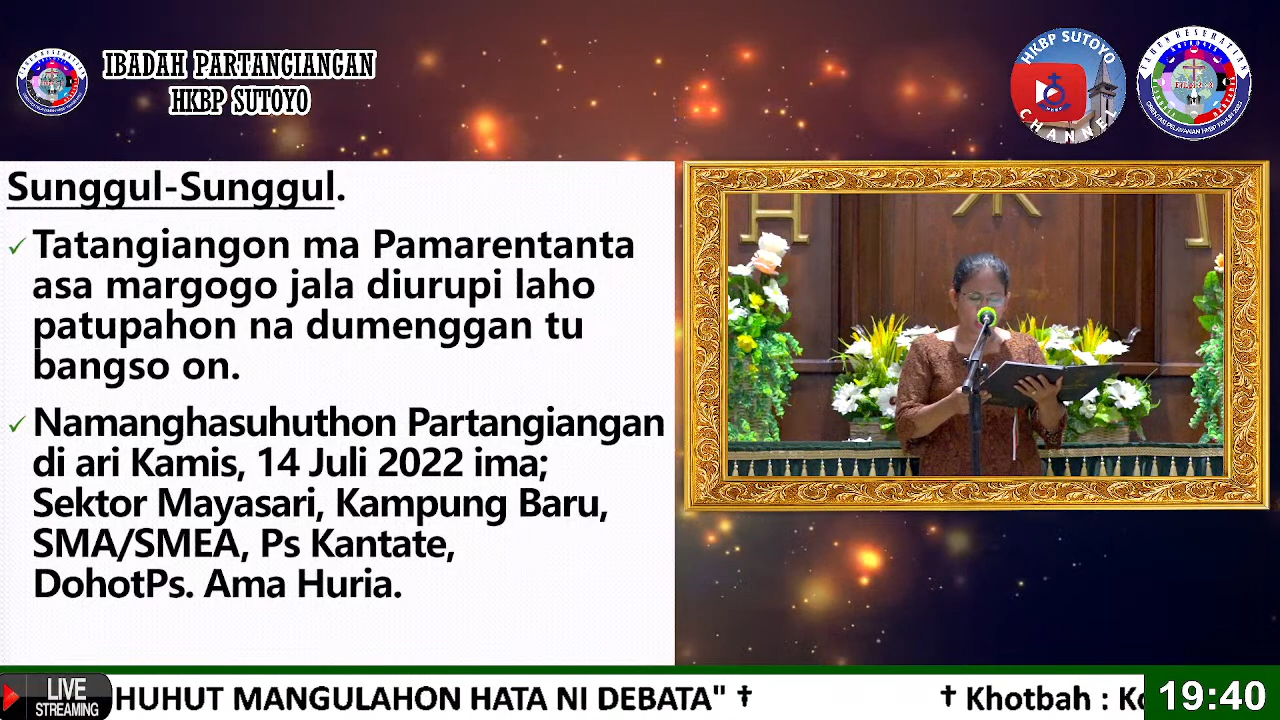 IBADAH PARTANGIANGAN
HKBP SUTOYO
HKBP SUTOYO
CHANNEL
Sunggul-Sunggul.
Tatangiangon ma Pamarentanta
asa margogo jala diurupi laho
patupahon na dumenggan tu
bangso on.
Namanghasuhuthon Partangiangan
di ari Kamis, 14 Juli 2022 ima;
Sektor Mayasari, Kampung Baru,
SMA/SMEA, Ps Kantate,
DohotPs. Ama Huria.
LIVE
STREAMING
HUHUT MANGULAHON HATA NI DEBATA" ✝
✝ Khotbah : Ko
19:40